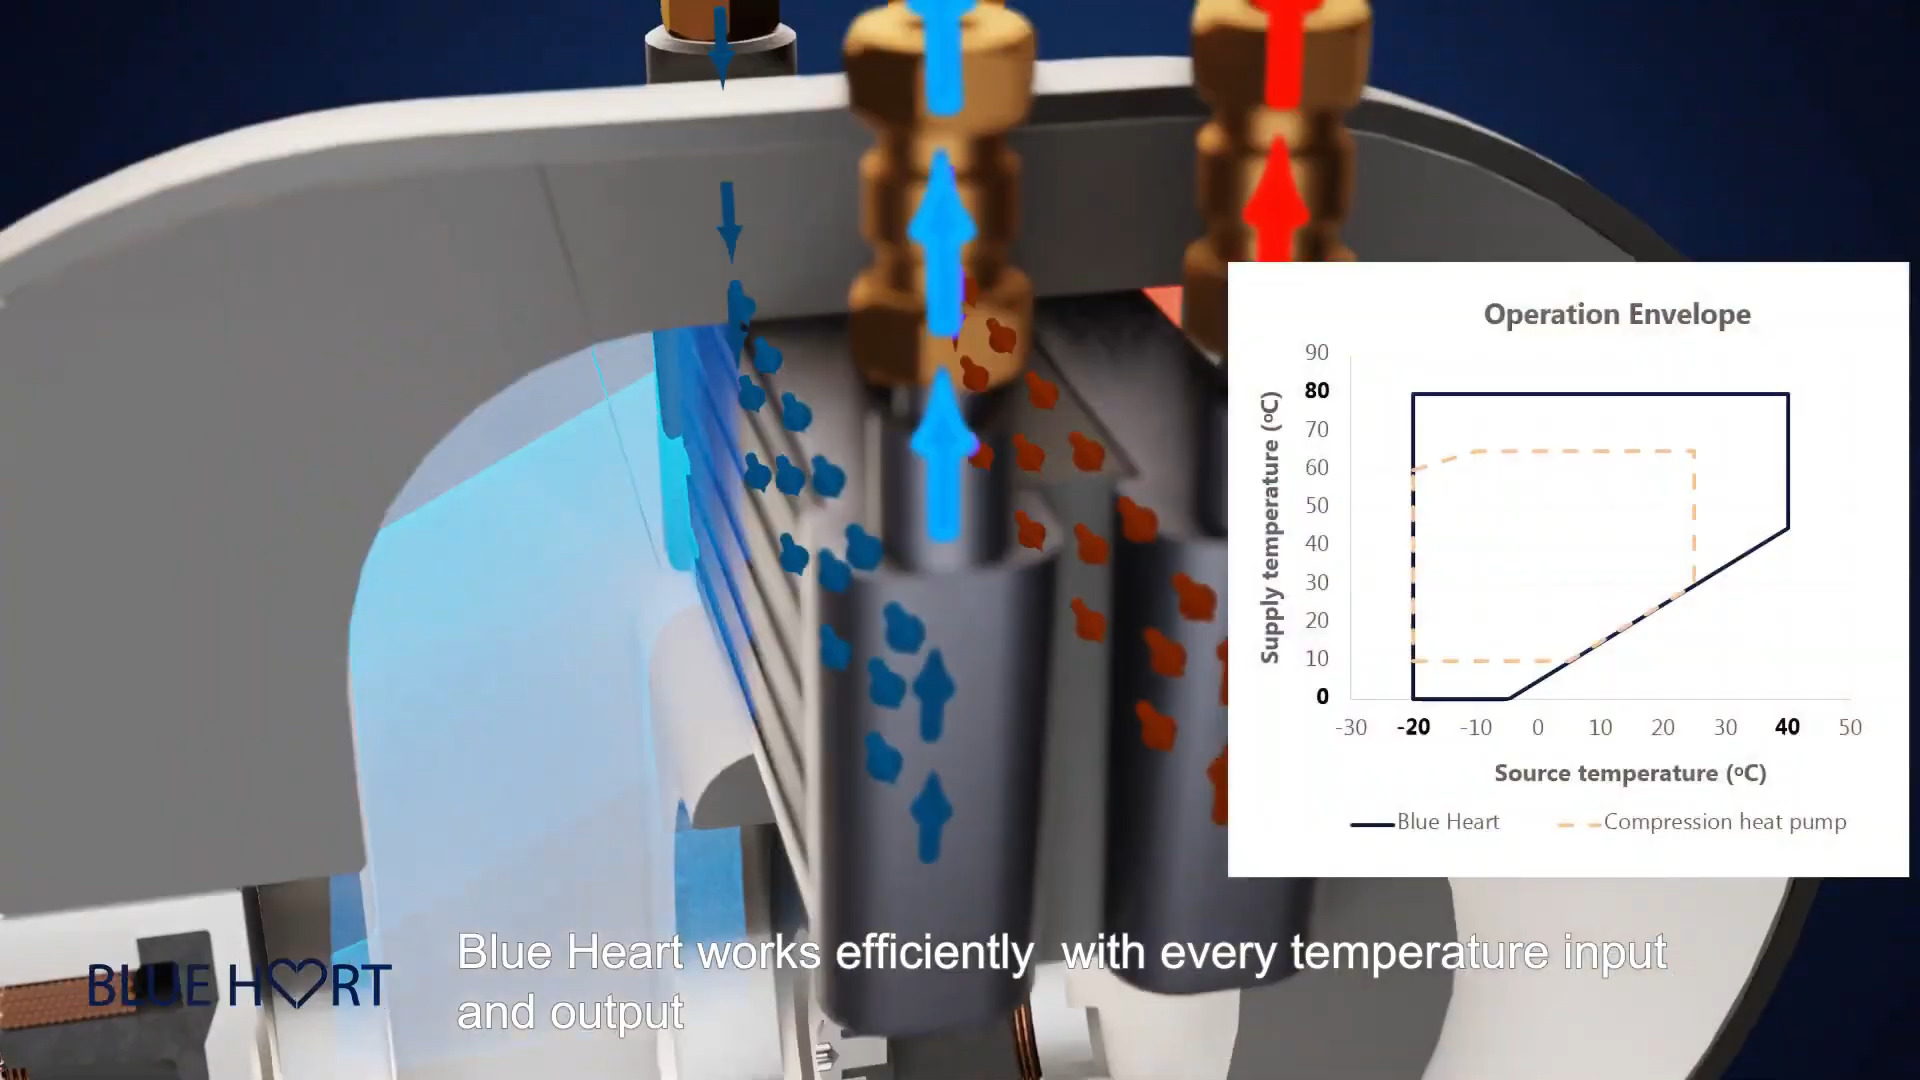 Operation Envelope
90
80
70
60
50
40
30
20
10
0
Supply temperature (ºC)
-30 -20 -10 0 10 20 30 40 50
Source temperature (ºC)
Blue Heart Compression heat pump
BLUE H♡RT
Blue Heart works efficiently with every temperature input
and output